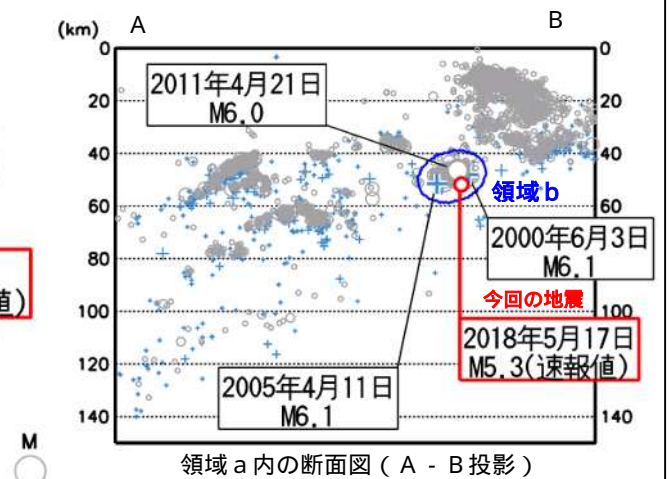 (km)
A
B
0
20
40
60
80
100
120
140
0
20
40
60
80
100
140
2011年4月21日
M6.0
領域b
2000年6月3日
M6.1
今回の地震
2018年5月17日
M5.3(速報値)
2005年4月11日
M6.1
値)
M
領域a内の断面図(A-B投影)